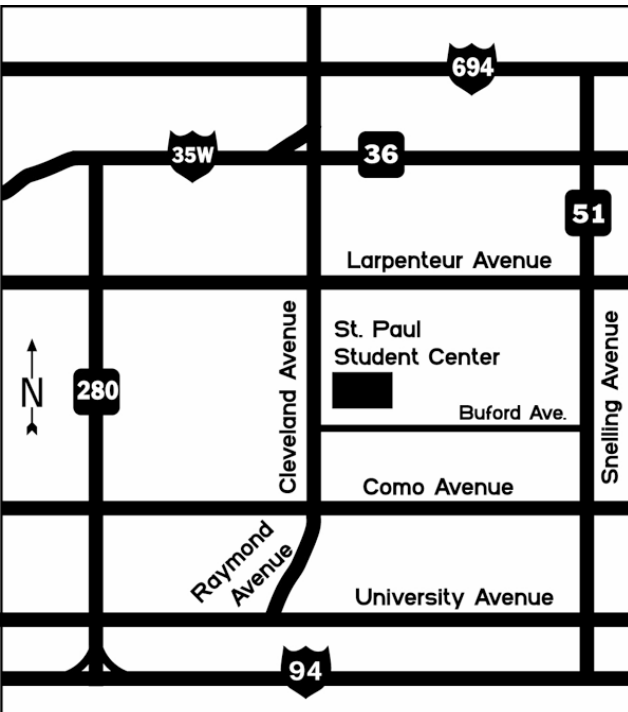 694
35W
36
51
Larpenteur Avenue
St. Paul
Student Center
Cleveland Avenue
Snelling Avenue
N
280
Buford Ave.
Como Avenue
Raymond
Avenue
University Avenue
94